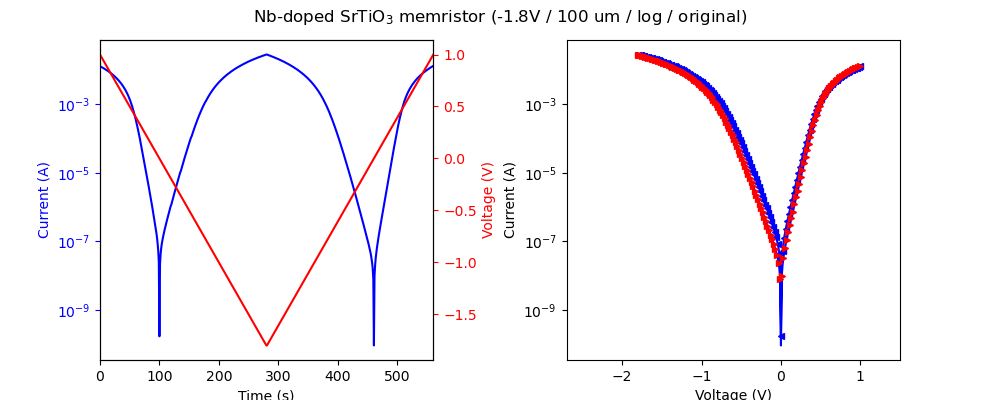 Nb-doped SrTiO₃ memristor (-1.8V / 100 um / log / original)
Current (A)
10⁻³
10⁻⁵
10⁻⁷
10⁻⁹
0 100 200 300 400 500
Time (s)
1.0
0.5
0.0
−0.5
−1.0
−1.5
Voltage (V)
Current (A)
10⁻³
10⁻⁵
10⁻⁷
10⁻⁹
−2 −1 0 1
Voltage (V)